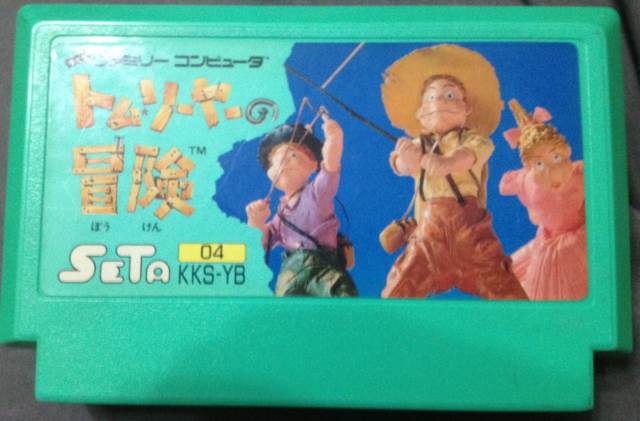 ファミリー コンピュータ
トム・ソーヤーの
冒険™
ぼう けん
SETA
04
KKS-YB